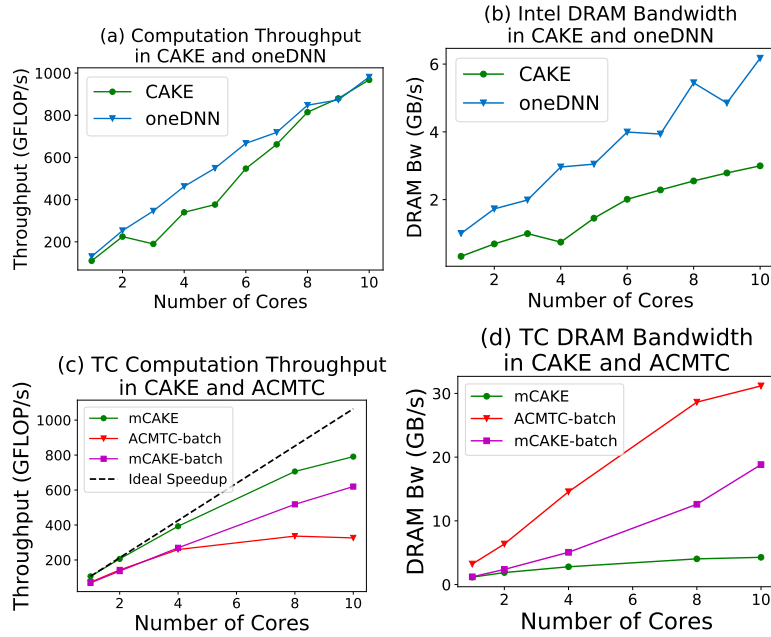 (a) Computation Throughput
in CAKE and oneDNN
Throughput (GFLOP/s)
1000
800
600
400
200
CAKE
oneDNN
2
4
6
8
10
Number of Cores
(b) Intel DRAM Bandwidth
in CAKE and oneDNN
DRAM Bw (GB/s)
6
4
2
CAKE
oneDNN
2
4
6
8
10
Number of Cores
(c) TC Computation Throughput
in CAKE and ACMTC
Throughput (GFLOP/s)
1000
800
600
400
200
mCAKE
ACMTC-batch
mCAKE-batch
Ideal Speedup
2
4
6
8
10
Number of Cores
(d) TC DRAM Bandwidth
in CAKE and ACMTC
DRAM Bw (GB/s)
30
20
10
0
mCAKE
ACMTC-batch
mCAKE-batch
2
4
6
8
10
Number of Cores